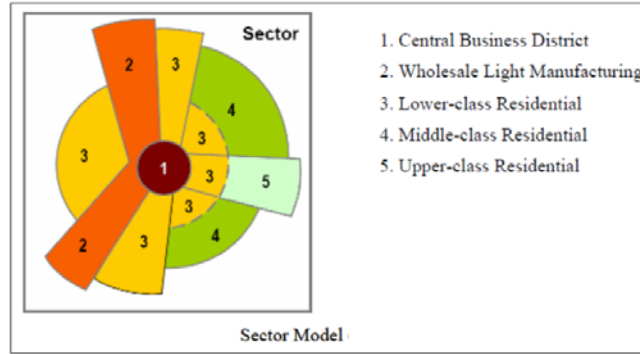 Sector
1. Central Business District
2. Wholesale Light Manufacturing
3. Lower-class Residential
4. Middle-class Residential
5. Upper-class Residential
2
3
4
3
3
1
3
5
3
4
2
3
Sector Model